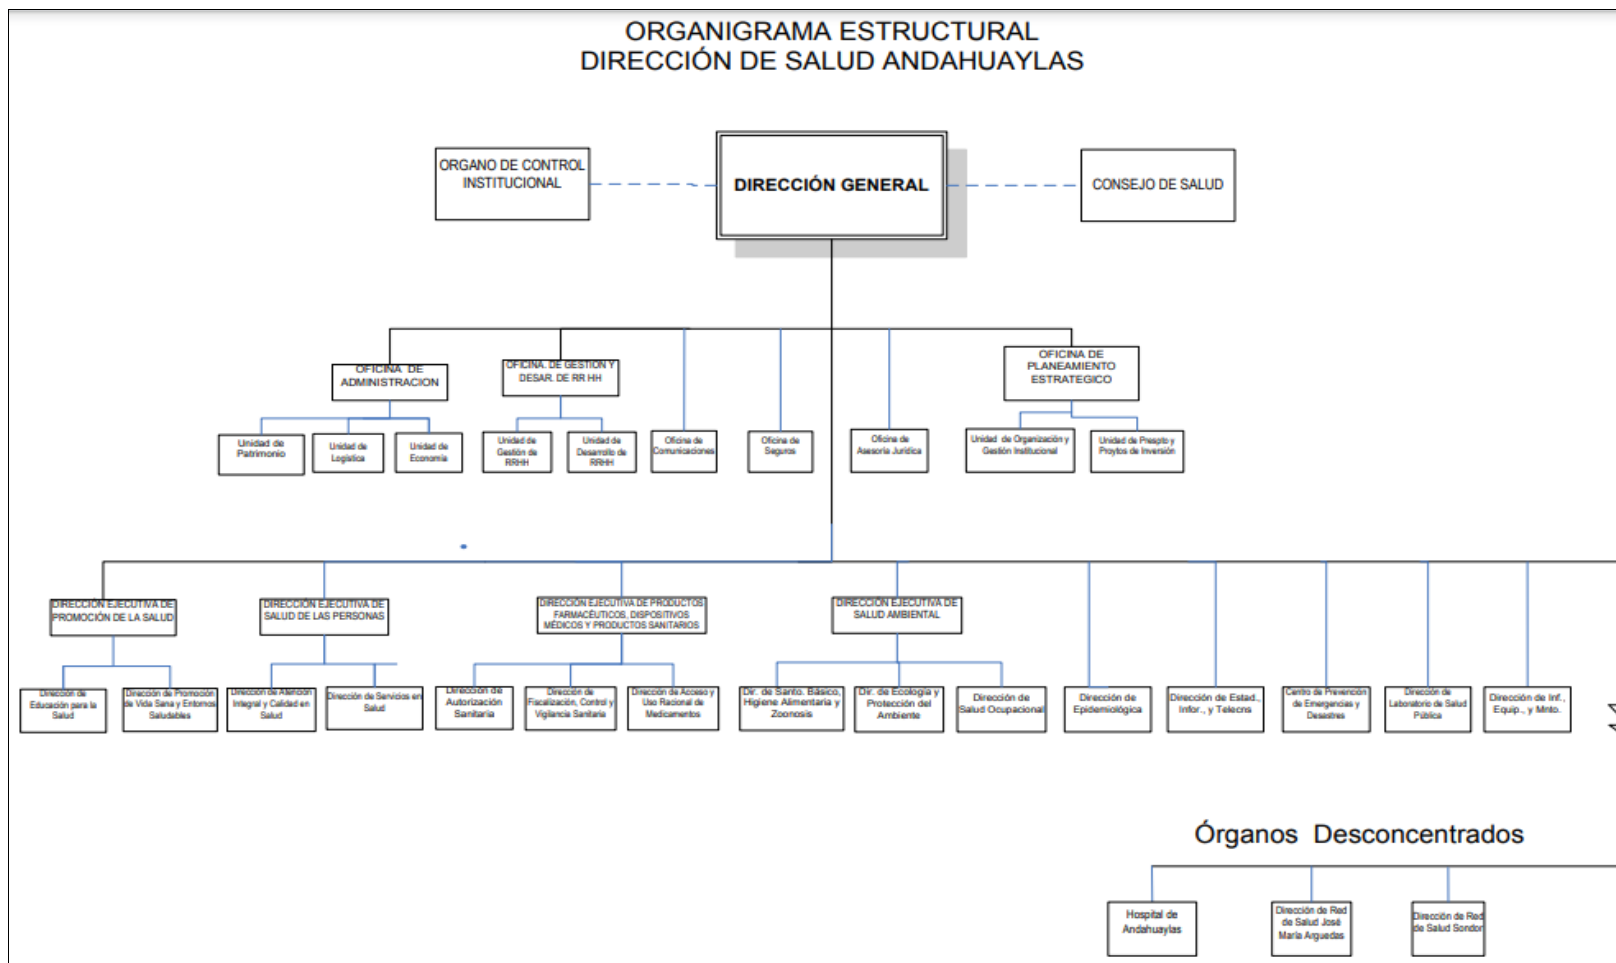 ORGANIGRAMA ESTRUCTURAL
DIRECCIÓN DE SALUD ANDAHUAYLAS
ORGANO DE CONTROL
INSTITUCIONAL
DIRECCIÓN GENERAL
CONSEJO DE SALUD
OFICINA DE
ADMINISTRACION
OFICINA. DE GESTION Y
DESAR. DE RR HH
OFICINA DE
PLANEAMIENTO
ESTRATEGICO
Unidad de
Patrimonio
Unidad de
Logística
Unidad de
Economía
Unidad de
Gestión de
RRHH
Unidad de
Desarrollo de
RRHH
Oficina de
Comunicaciones
Oficina de
Seguros
Oficina de
Asesoría Jurídica
Unidad de Organización y
Gestión Institucional
Unidad de Prespto y
Proytos de Inversión
DIRECCIÓN EJECUTIVA DE
PROMOCIÓN DE LA SALUD
DIRECCIÓN EJECUTIVA DE
SALUD DE LAS PERSONAS
DIRECCIÓN EJECUTIVA DE PRODUCTOS
FARMACÉUTICOS, DISPOSITIVOS
MÉDICOS Y PRODUCTOS SANITARIOS
DIRECCIÓN EJECUTIVA DE
SALUD AMBIENTAL
Dirección de
Educación para la
Salud
Dirección de Promoción
de Vida Sana y Entornos
Saludables
Dirección de Atención
Integral y Calidad en
Salud
Dirección de Servicios en
Salud
Dirección de
Autorización
Sanitaria
Dirección de
Fiscalización, Control y
Vigilancia Sanitaria
Dirección de Acceso y
Uso Racional de
Medicamentos
Dir. de Santo. Básico,
Higiene Alimentaria y
Zoonosis
Dir. de Ecología y
Protección del
Ambiente
Dirección de
Salud Ocupacional
Dirección de
Epidemiológica
Dirección de Estad.,
Infor., y Telecns
Centro de Prevención
de Emergencias y
Desastres
Dirección de
Laboratorio de Salud
Pública
Dirección de Inf.,
Equip., y Mnto.
Órganos Desconcentrados
Hospital de
Andahuaylas
Dirección de Red
de Salud José
María Arguedas
Dirección de Red
de Salud Sondor